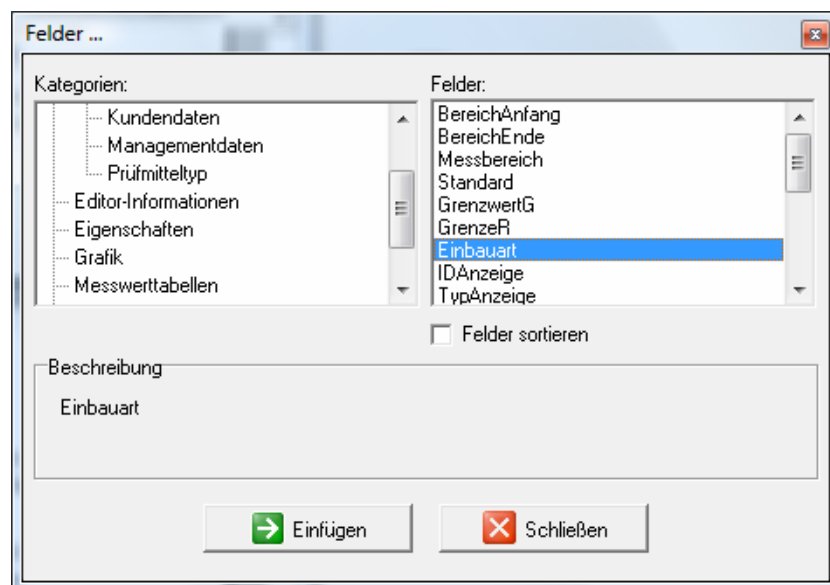 Felder ...
Kategorien:
Kundendaten
Managementdaten
Prüfmitteltyp
Editor-Informationen
Eigenschaften
Grafik
Messwerttabellen
Felder:
BereichAnfang
BereichEnde
Messbereich
Standard
GrenzwertG
GrenzeR
Einbauart
IDAnzeige
TypAnzeige
Felder sortieren
Beschreibung
Einbauart
Einfügen
Schließen